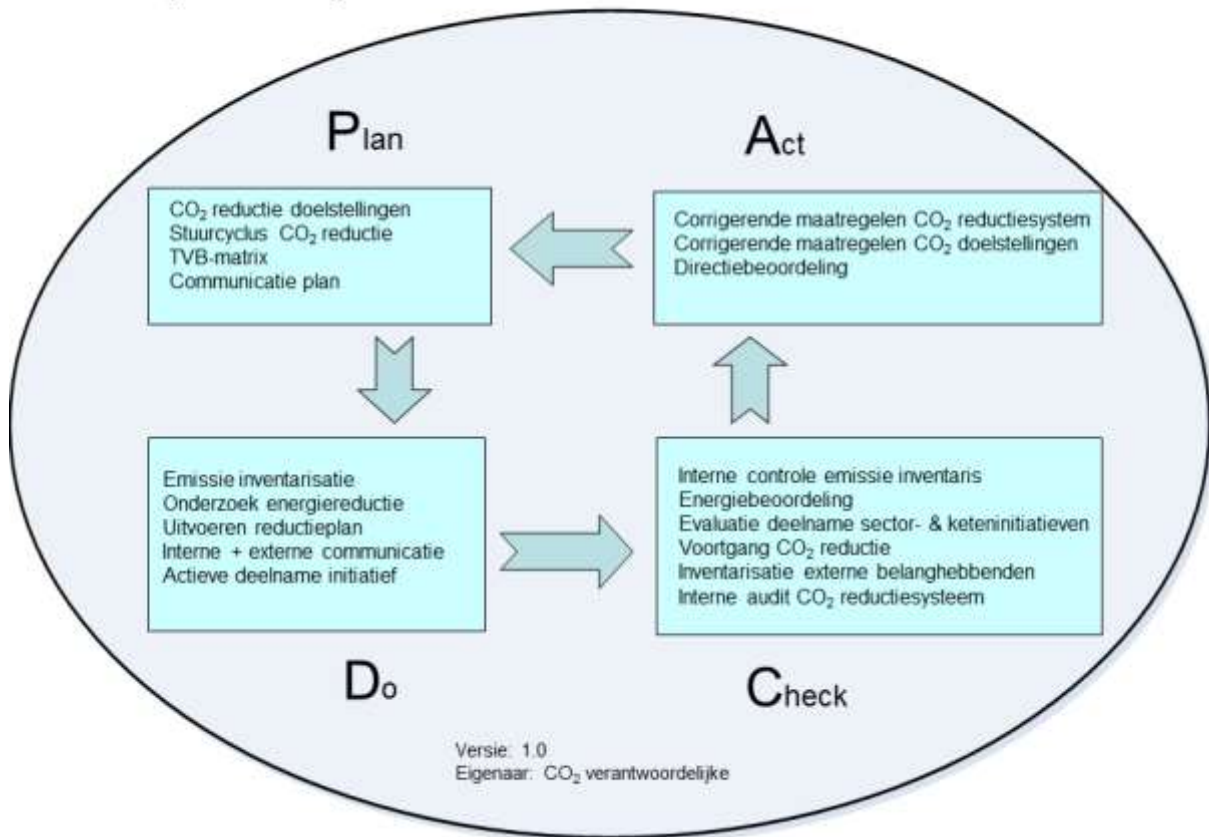 Plan
CO₂ reductie doelstellingen
Stuurcyclus CO₂ reductie
TVB-matrix
Communicatie plan
Act
Corrigerende maatregelen CO₂ reductiesystem
Corrigerende maatregelen CO₂ doelstellingen
Directiebeoordeling
Emissie inventarisatie
Onderzoek energiereductie
Uitvoeren reductieplan
Interne + externe communicatie
Actieve deelname initiatief
Do
Interne controle emissie inventaris
Energiebeoordeling
Evaluatie deelname sector- & keteninitiatieven
Voortgang CO₂ reductie
Inventarisatie externe belanghebbenden
Interne audit CO₂ reductiesysteem
Check
Versie: 1.0
Eigenaar: CO₂ verantwoordelijke